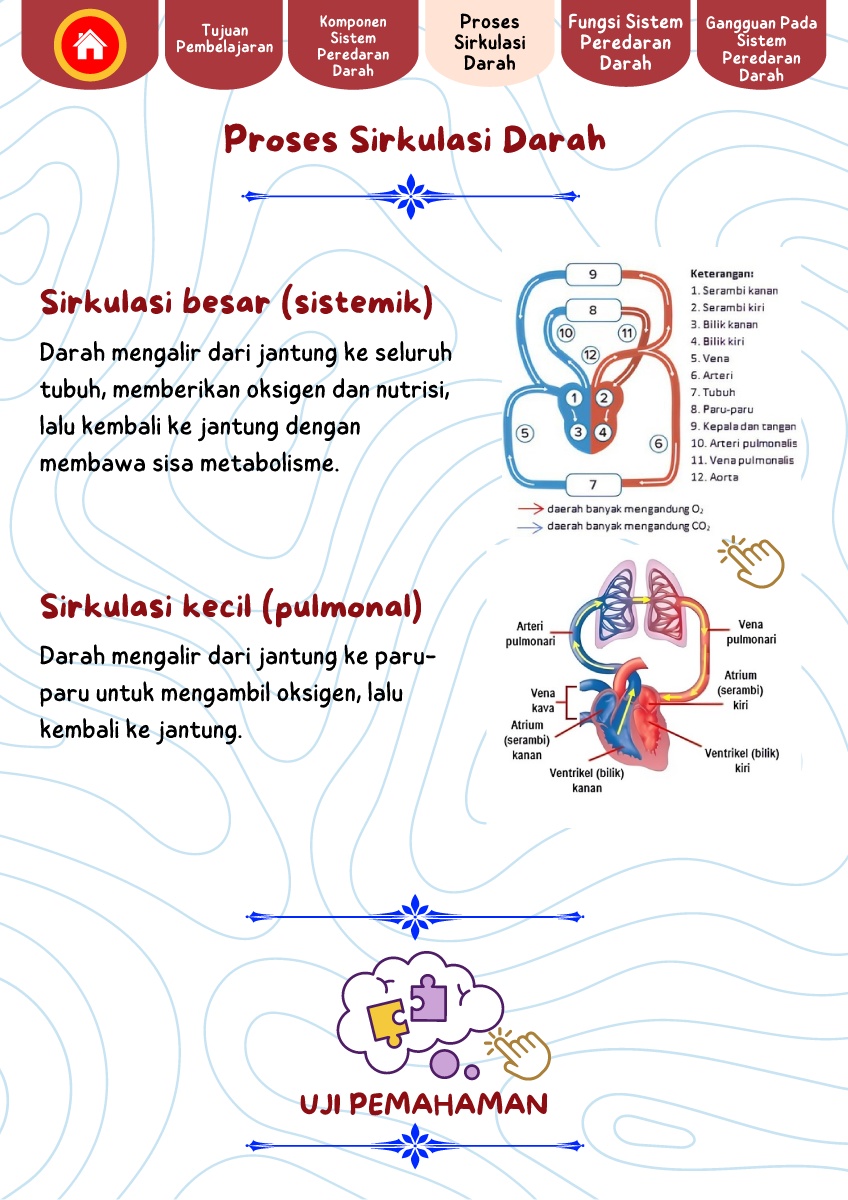 Tujuan
Pembelajaran
Komponen
Sistem
Peredaran
Darah
Proses
Sirkulasi
Darah
Fungsi Sistem
Peredaran
Darah
Gangguan Pada
Sistem
Peredaran
Darah
Proses Sirkulasi Darah
Sirkulasi besar (sistemik)
Darah mengalir dari jantung ke seluruh
tubuh, memberikan oksigen dan nutrisi,
lalu kembali ke jantung dengan
membawa sisa metabolisme.
9
8
10
11
12
1
2
3
4
5
6
7
Keterangan:
1. Serambi kanan
2. Serambi kiri
3. Bilik kanan
4. Bilik kiri
5. Vena
6. Arteri
7. Tubuh
8. Paru-paru
9. Kepala dan tangan
10. Arteri pulmonalis
11. Vena pulmonalis
12. Aorta
daerah banyak mengandung O₂
daerah banyak mengandung CO₂
Sirkulasi kecil (pulmonal)
Darah mengalir dari jantung ke paru-
paru untuk mengambil oksigen, lalu
kembali ke jantung.
Arteri
pulmonari
Vena
pulmonari
Vena
kava
Atrium
(serambi)
kiri
Atrium
(serambi)
kanan
Ventrikel (bilik)
kiri
Ventrikel (bilik)
kanan
UJI PEMAHAMAN